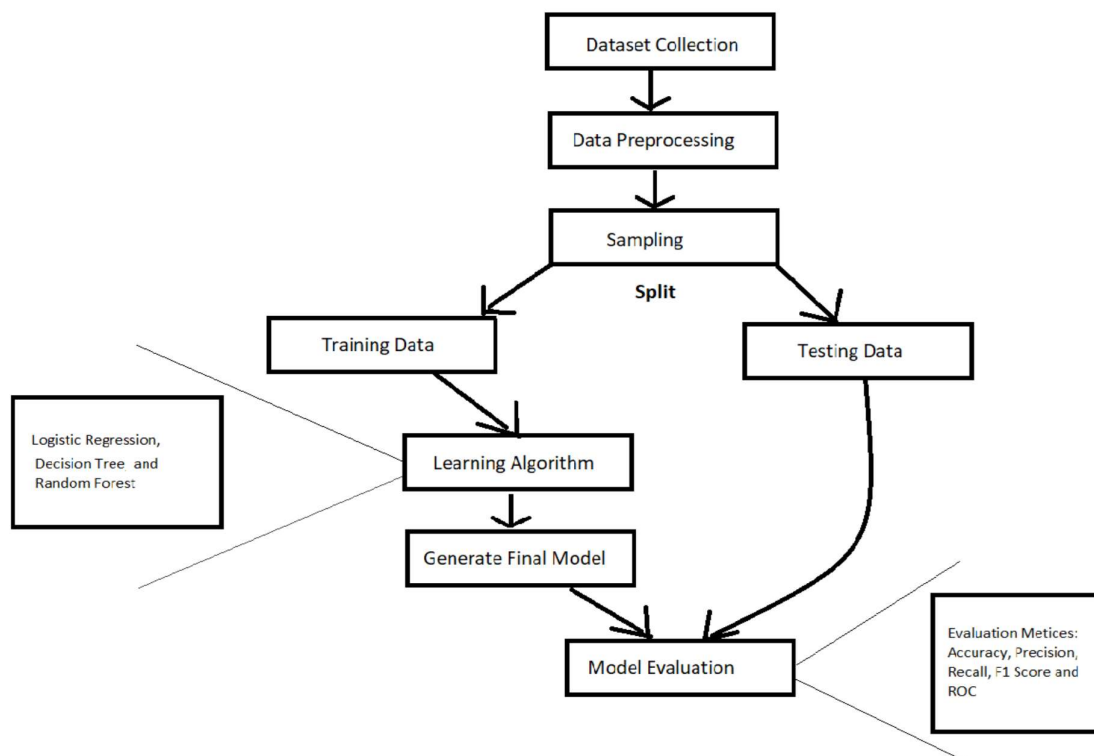 Dataset Collection
Data Preprocessing
Sampling
Split
Training Data
Testing Data
Logistic Regression,
Decision Tree and
Random Forest
Learning Algorithm
Generate Final Model
Model Evaluation
Evaluation Metices:
Accuracy, Precision,
Recall, F1 Score and
ROC